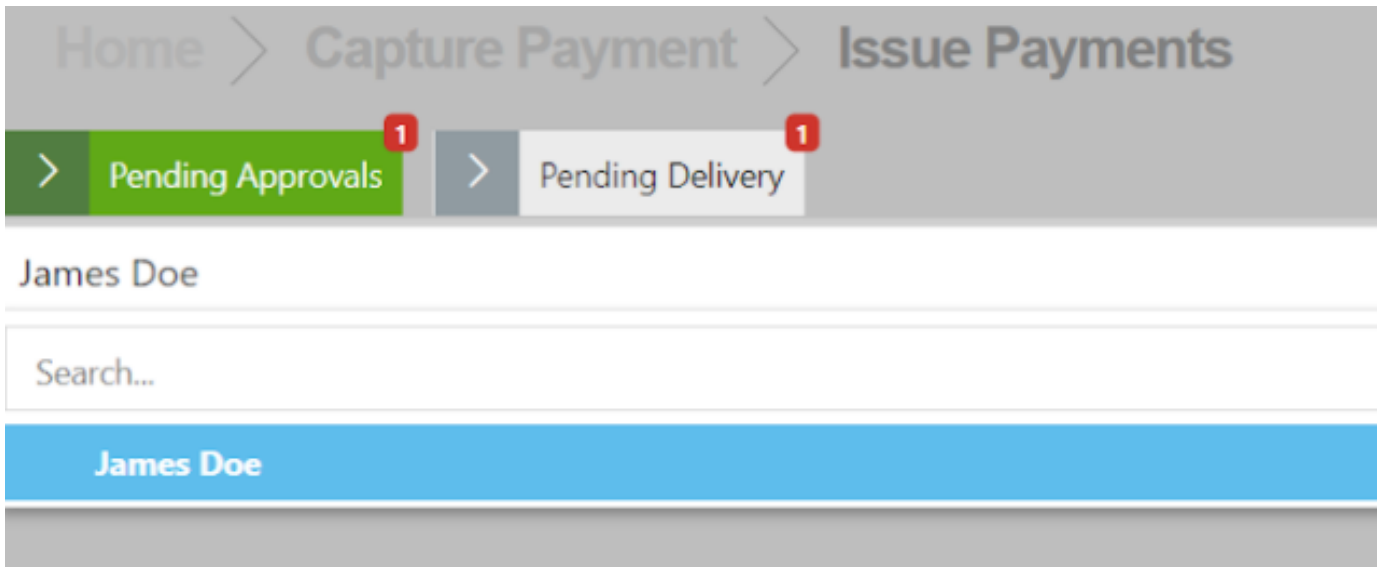 Home > Capture Payment > Issue Payments
> Pending Approvals 1 > Pending Delivery 1
James Doe
Search...
James Doe